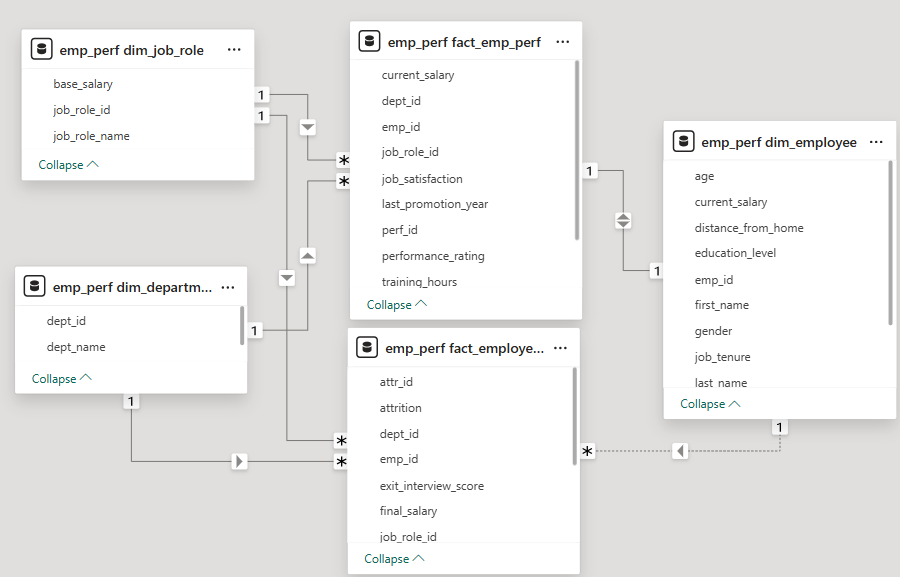 emp_perf dim_job_role ...
base_salary
job_role_id
job_role_name
Collapse
emp_perf fact_emp_perf ...
current_salary
dept_id
emp_id
job_role_id
job_satisfaction
last_promotion_year
perf_id
performance_rating
training_hours
Collapse
emp_perf dim_employee ...
age
current_salary
distance_from_home
education_level
emp_id
first_name
gender
job_tenure
last_name
Collapse
emp_perf dim_departm... ...
dept_id
dept_name
Collapse
emp_perf fact_employe... ...
attr_id
attrition
dept_id
emp_id
exit_interview_score
final_salary
job_role_id
Collapse
1
1
*
*
1
1
1
1
*
*
*
1